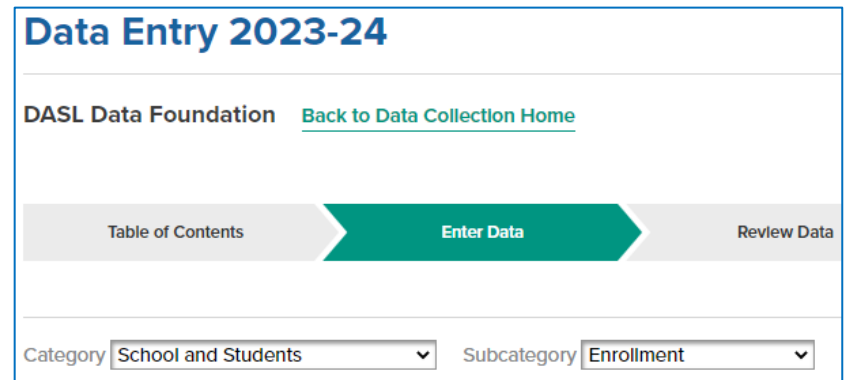 Data Entry 2023-24
DASL Data Foundation Back to Data Collection Home
Table of Contents Enter Data Review Data
Category School and Students Subcategory Enrollment